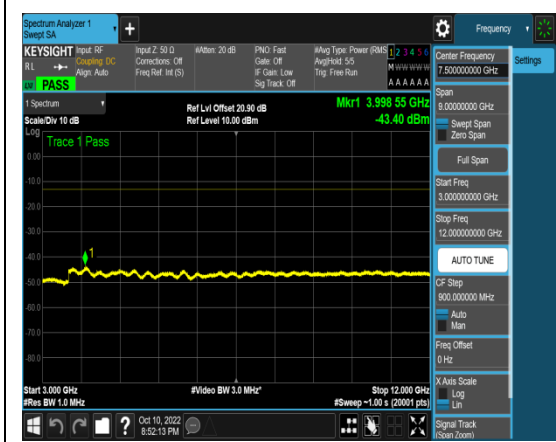 Spectrum Analyzer 1
Swept SA
Frequency
KEYSIGHT
Input: RF
Input Z: 50 Ω
#Atten: 20 dB
PNO: Fast
#Avg Type: Power (RMS
1 2 3 4 5 6
RL
Coupling: DC
Corrections: Off
Gate: Off
Avg|Hold: 5/5
M W W W W W
Align: Auto
Freq Ref: Int (S)
IF Gain: Low
Trig: Free Run
Sig Track: Off
A A A A A A
PASS
1 Spectrum
Ref Lvl Offset 20.90 dB
Mkr1 3.998 55 GHz
Scale/Div 10 dB
Ref Level 10.00 dBm
-43.40 dBm
Log
Trace 1 Pass
0.00
-10.0
-20.0
-30.0
-40.0
1
-50.0
-60.0
-70.0
-80.0
Start 3.000 GHz
#Video BW 3.0 MHz*
Stop 12.000 GHz
#Res BW 1.0 MHz
#Sweep ~1.00 s (20001 pts)
Center Frequency
7.500000000 GHz
Settings
Span
9.00000000 GHz
Swept Span
Zero Span
Full Span
Start Freq
3.000000000 GHz
Stop Freq
12.000000000 GHz
AUTO TUNE
CF Step
900.000000 MHz
Auto
Man
Freq Offset
0 Hz
X Axis Scale
Log
Lin
Signal Track
(Span Zoom)
?
Oct 10, 2022
8:52:13 PM